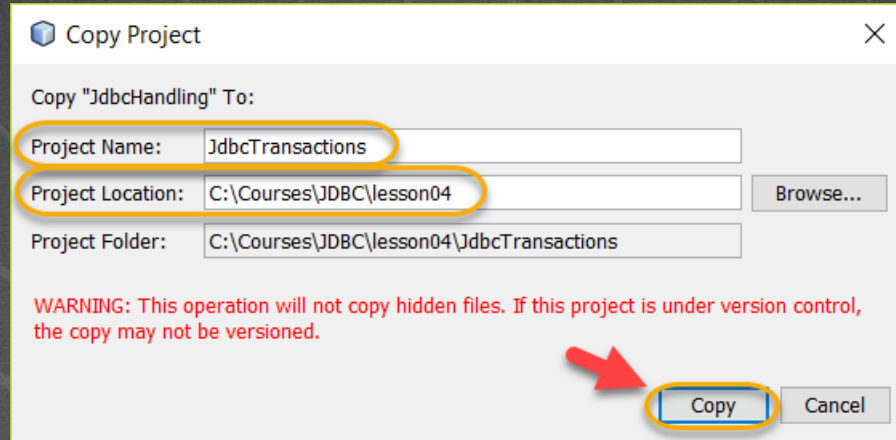 Copy Project
Copy "JdbcHandling" To:
Project Name: JdbcTransactions
Project Location: C:\Courses\JDBC\lesson04 Browse...
Project Folder: C:\Courses\JDBC\lesson04\JdbcTransactions
WARNING: This operation will not copy hidden files. If this project is under version control,
the copy may not be versioned.
Copy Cancel